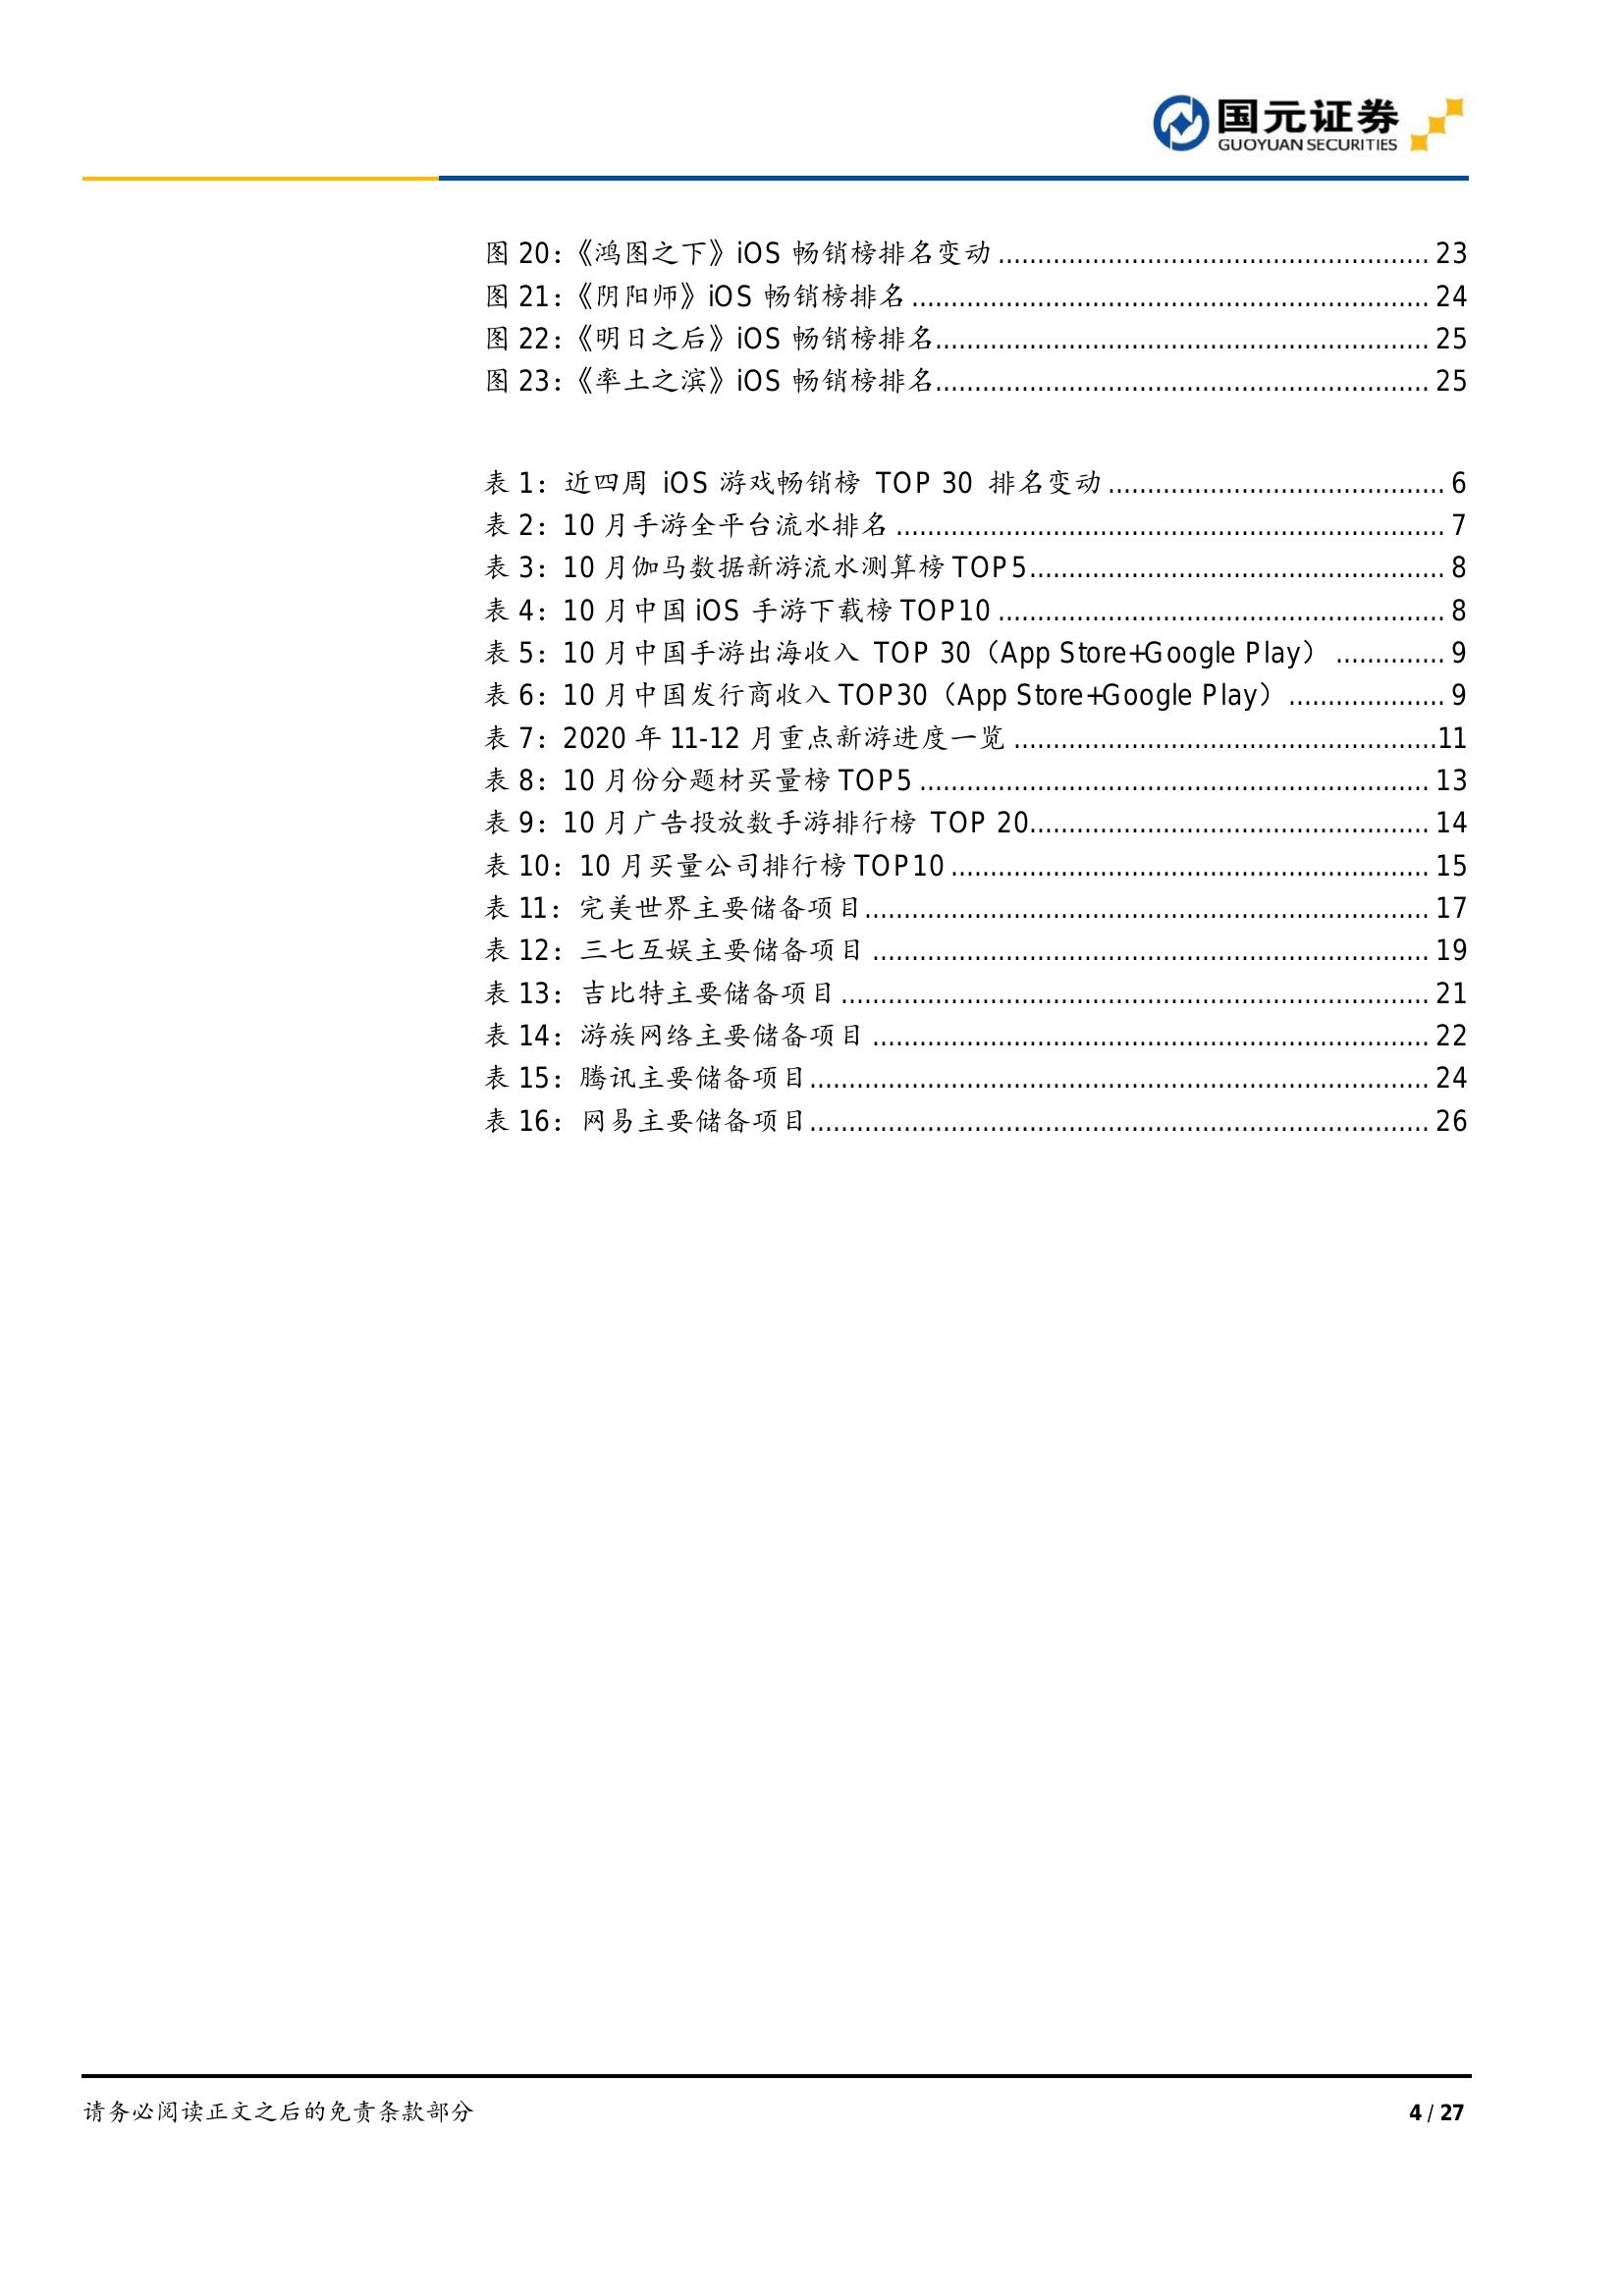 国元证券
GUOYUAN SECURITIES
图 20:《鸿图之下》iOS 畅销榜排名变动 ........................................................ 23
图 21:《阴阳师》iOS 畅销榜排名 .................................................................. 24
图 22:《明日之后》iOS 畅销榜排名............................................................... 25
图 23:《率土之滨》iOS 畅销榜排名............................................................... 25
表 1：近四周 iOS 游戏畅销榜 TOP 30 排名变动 ........................................... 6
表 2：10 月手游全平台流水排名 ...................................................................... 7
表 3：10 月伽马数据新游流水测算榜 TOP5..................................................... 8
表 4：10 月中国 iOS 手游下载榜 TOP10 ......................................................... 8
表 5：10 月中国手游出海收入 TOP 30（App Store+Google Play） .............. 9
表 6：10 月中国发行商收入 TOP30（App Store+Google Play） .................... 9
表 7：2020 年 11-12 月重点新游进度一览 ......................................................11
表 8：10 月份分题材买量榜 TOP5 ................................................................. 13
表 9：10 月广告投放数手游排行榜 TOP 20................................................... 14
表 10：10 月买量公司排行榜 TOP10 ............................................................. 15
表 11：完美世界主要储备项目........................................................................ 17
表 12：三七互娱主要储备项目 ....................................................................... 19
表 13：吉比特主要储备项目 ........................................................................... 21
表 14：游族网络主要储备项目 ....................................................................... 22
表 15：腾讯主要储备项目............................................................................... 24
表 16：网易主要储备项目............................................................................... 26
请务必阅读正文之后的免责条款部分
4 / 27